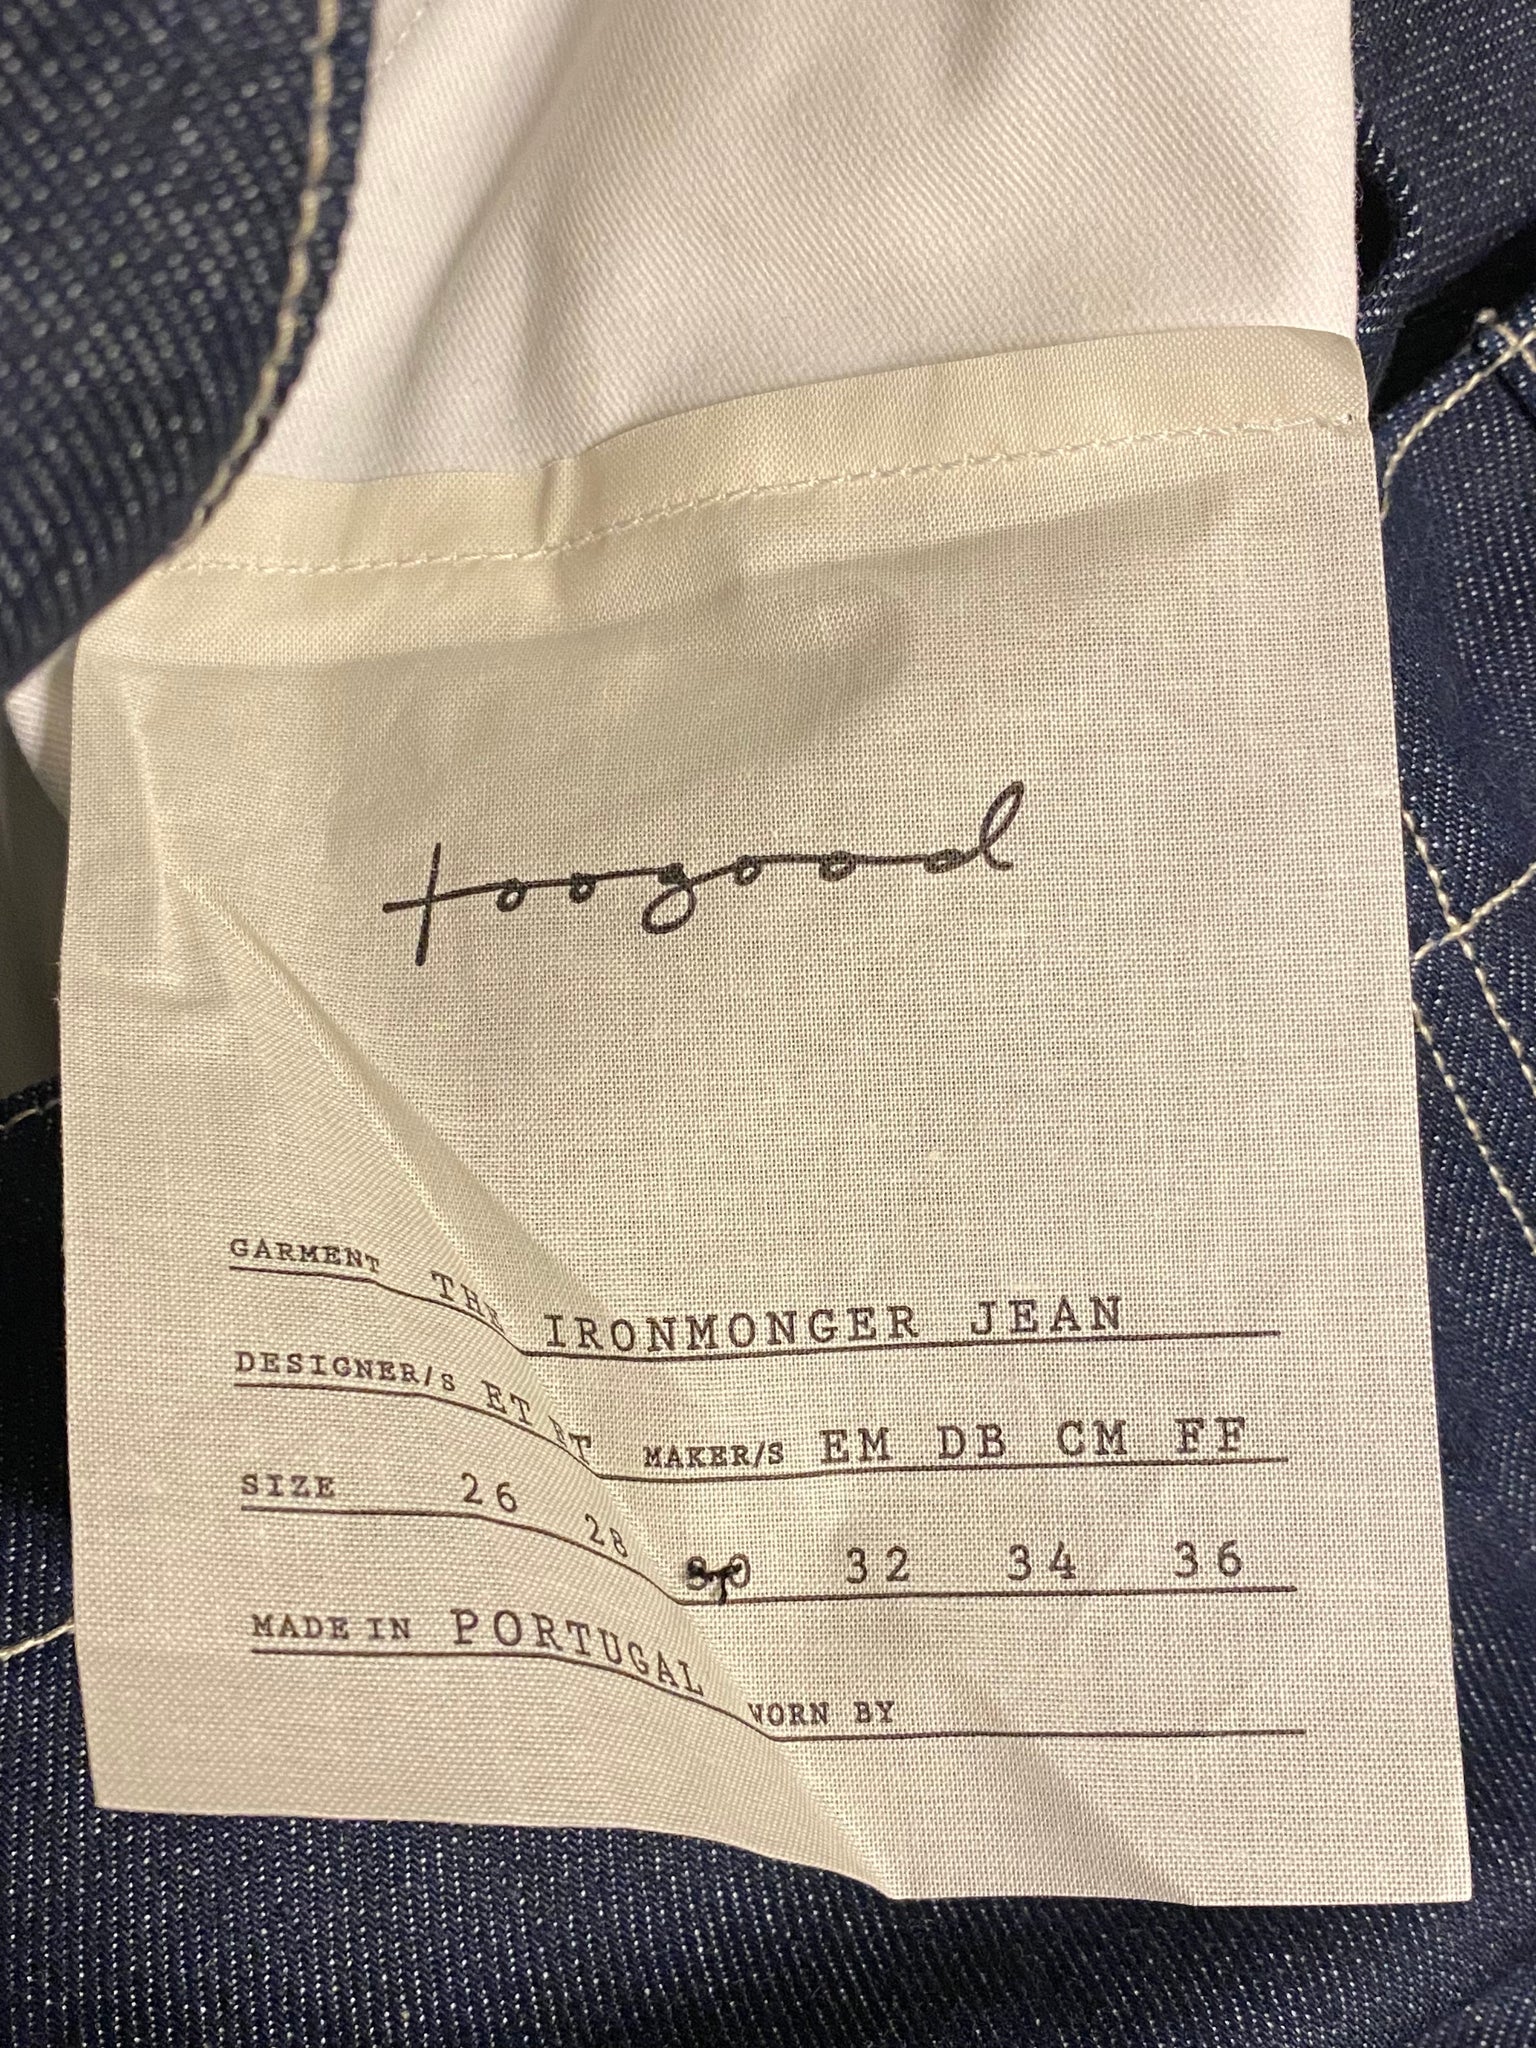 toogood
GARMENT THE IRONMONGER JEAN
DESIGNER/S ET BT MAKER/S EM DB CM FF
SIZE 26 28 30 32 34 36
MADE IN PORTUGAL WORN BY